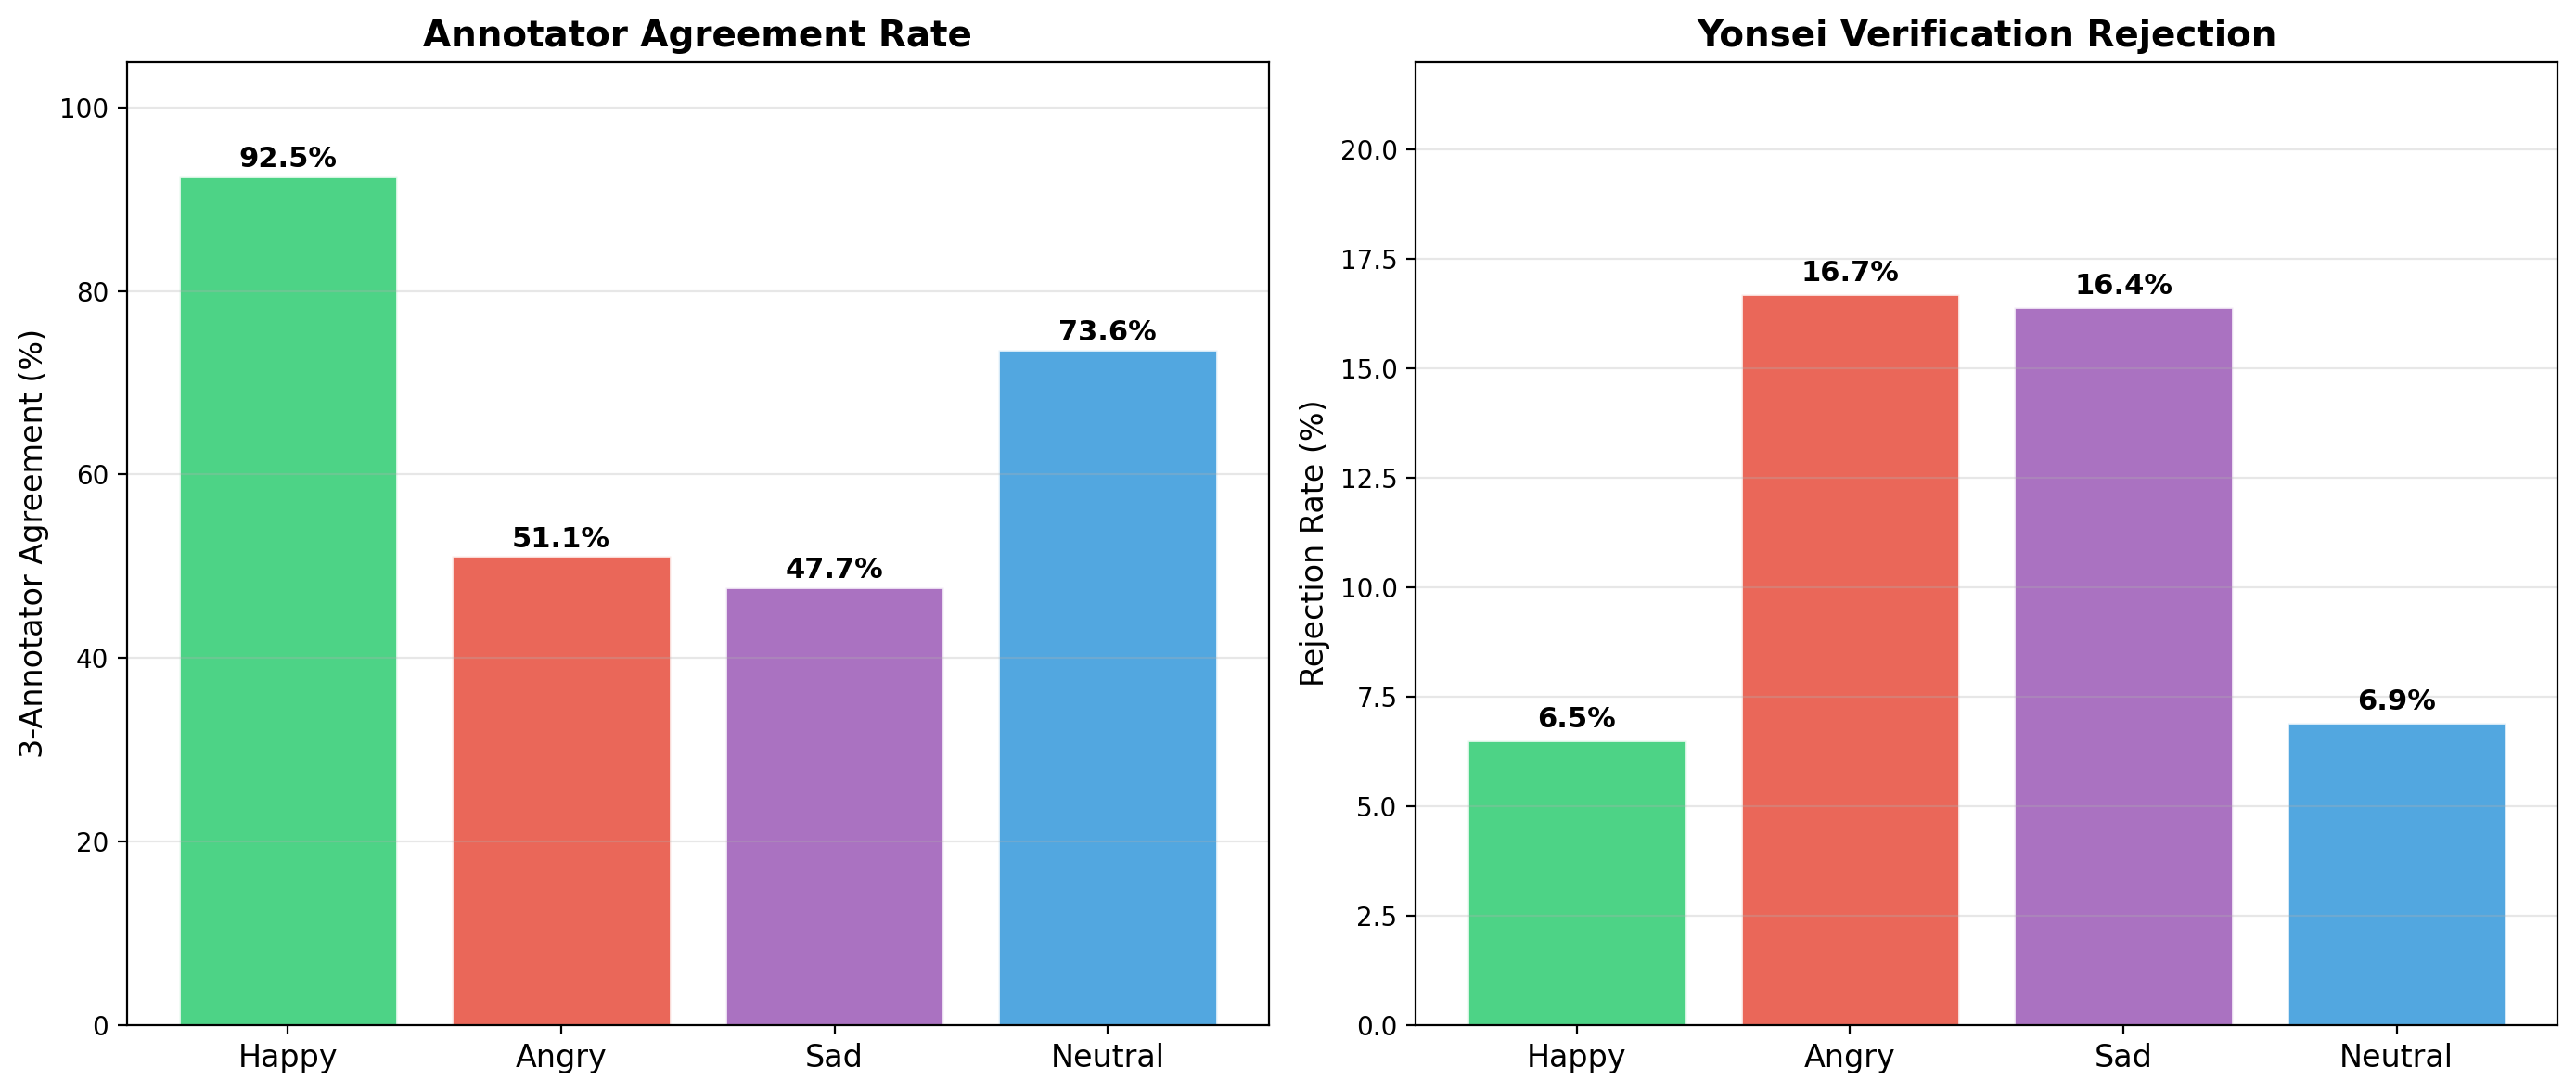 Annotator Agreement Rate
3-Annotator Agreement (%)
100
80
60
40
20
0
92.5%
51.1%
47.7%
73.6%
Happy
Angry
Sad
Neutral
Yonsei Verification Rejection
Rejection Rate (%)
20.0
17.5
15.0
12.5
10.0
7.5
5.0
2.5
0.0
6.5%
16.7%
16.4%
6.9%
Happy
Angry
Sad
Neutral